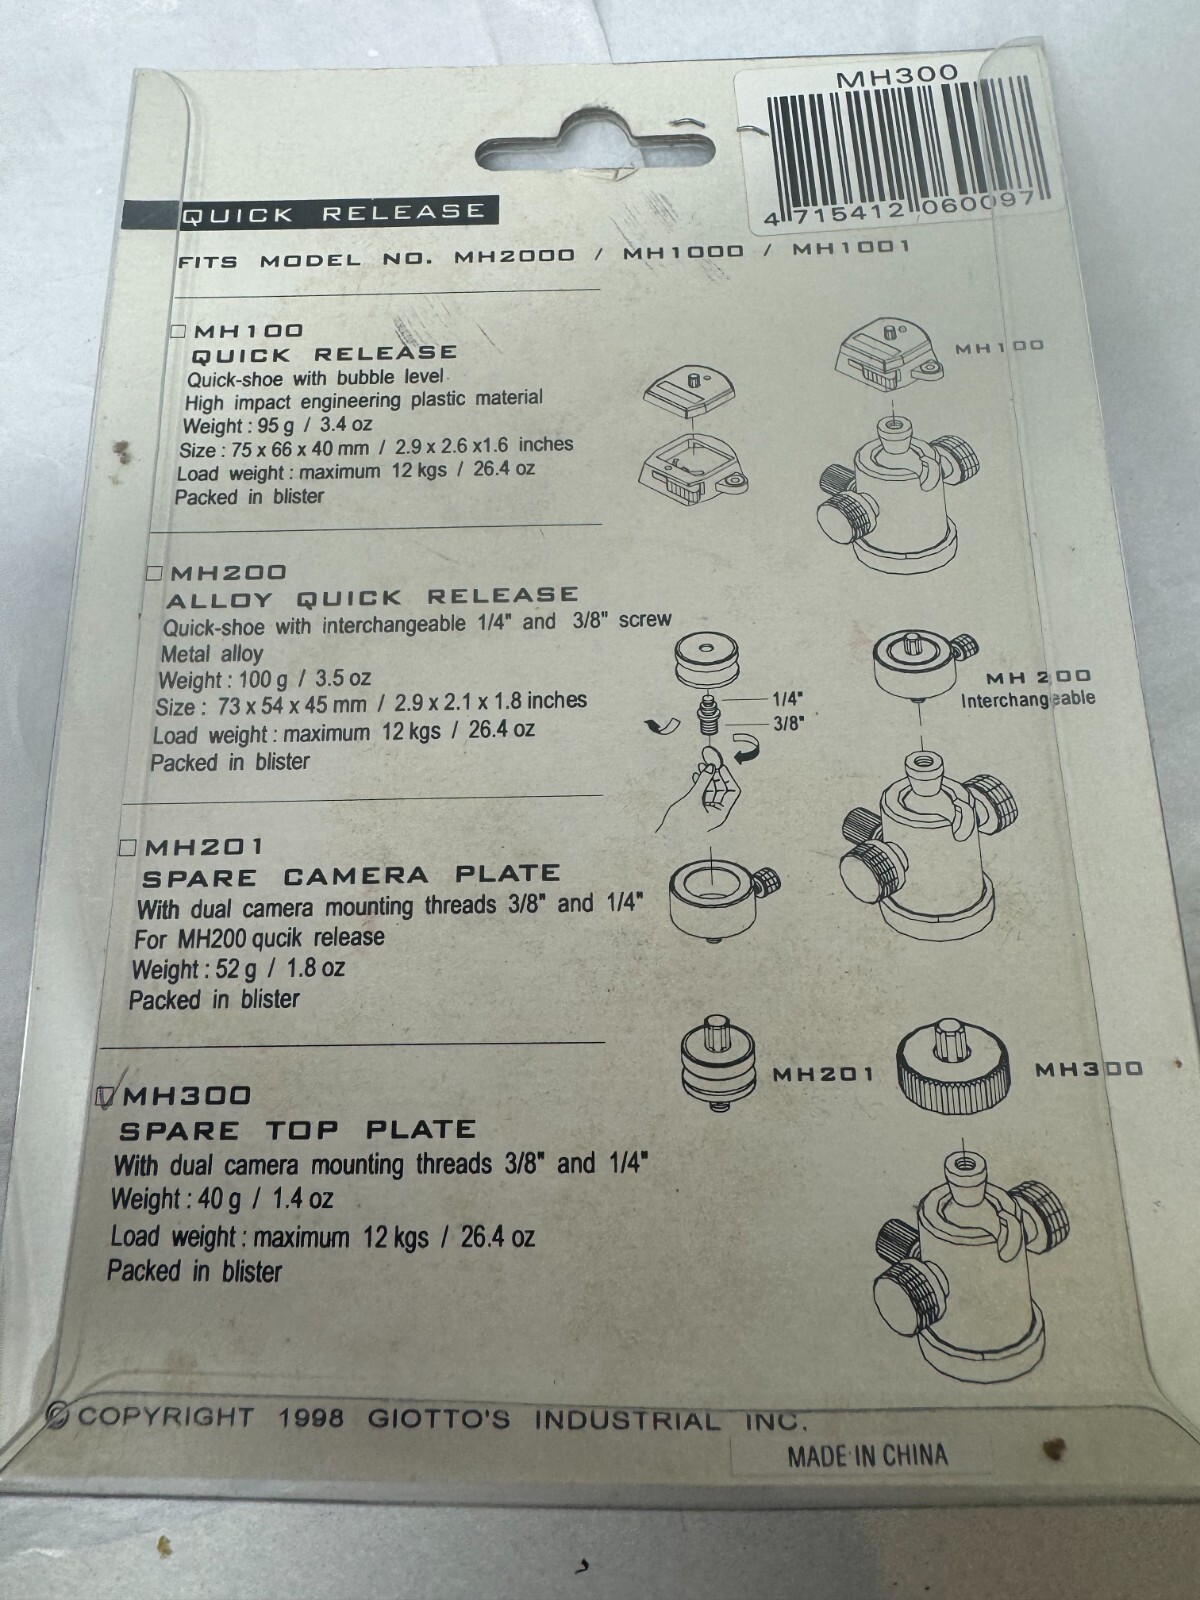 MH300
4 715412 060097
QUICK RELEASE
FITS MODEL NO. MH2000 / MH1000 / MH1001
MH100
QUICK RELEASE
Quick-shoe with bubble level
High impact engineering plastic material
Weight : 95 g / 3.4 oz
Size : 75 x 66 x 40 mm / 2.9 x 2.6 x1.6 inches
Load weight : maximum 12 kgs / 26.4 oz
Packed in blister
MH100
MH200
ALLOY QUICK RELEASE
Quick-shoe with interchangeable 1/4" and 3/8" screw
Metal alloy
Weight : 100 g / 3.5 oz
Size : 73 x 54 x 45 mm / 2.9 x 2.1 x 1.8 inches
Load weight : maximum 12 kgs / 26.4 oz
Packed in blister
1/4"
3/8"
MH 200
Interchangeable
MH201
SPARE CAMERA PLATE
With dual camera mounting threads 3/8" and 1/4"
For MH200 qucik release
Weight : 52 g / 1.8 oz
Packed in blister
MH201
MH300
MH300
SPARE TOP PLATE
With dual camera mounting threads 3/8" and 1/4"
Weight : 40 g / 1.4 oz
Load weight : maximum 12 kgs / 26.4 oz
Packed in blister
© COPYRIGHT 1998 GIOTTO'S INDUSTRIAL INC.
MADE IN CHINA